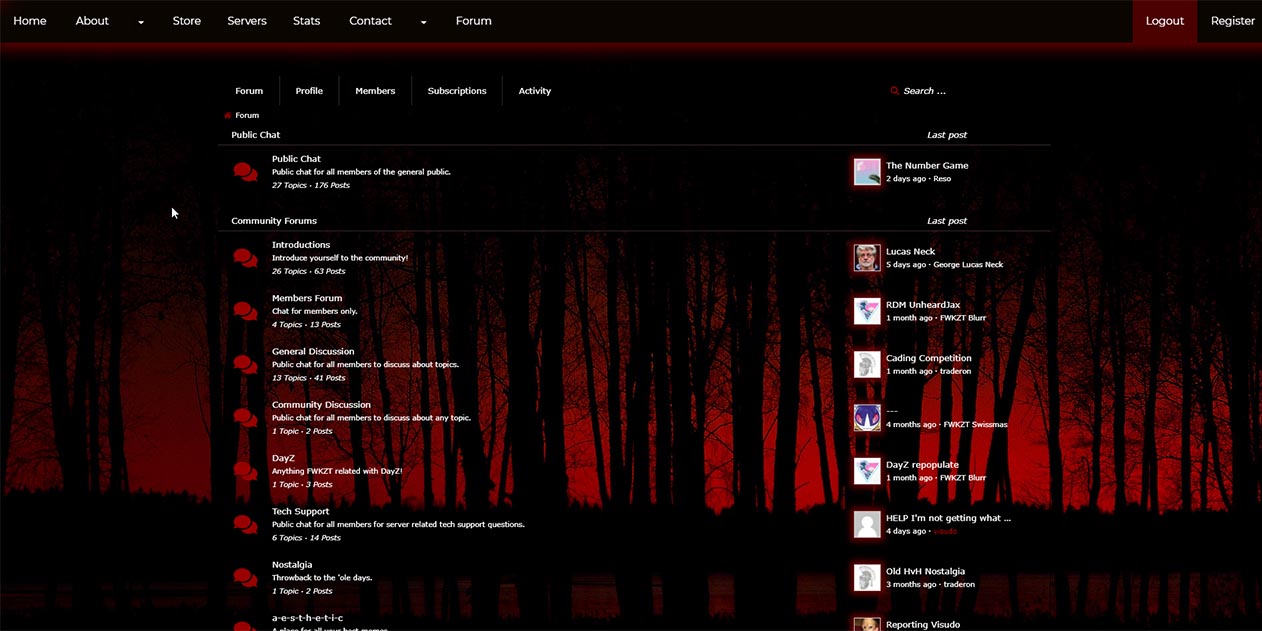 Home About Store Servers Stats Contact Forum Logout Register
Forum Profile Members Subscriptions Activity Search ...
Forum
Public Chat Last post
Public Chat
Public chat for all members of the general public.
27 Topics • 176 Posts
The Number Game
2 days ago • Reso
Community Forums Last post
Introductions
Introduce yourself to the community!
26 Topics • 63 Posts
Lucas Neck
5 days ago • George Lucas Neck
Members Forum
Chat for members only.
4 Topics • 13 Posts
RDM UnheardJax
1 month ago • FWKZT Blurr
General Discussion
Public chat for all members to discuss about topics.
13 Topics • 41 Posts
Cading Competition
1 month ago • traderon
Community Discussion
Public chat for all members to discuss about any topic.
1 Topic • 2 Posts
---
4 months ago • FWKZT Swissmas
DayZ
Anything FWKZT related with DayZ!
1 Topic • 3 Posts
DayZ repopulate
1 month ago • FWKZT Blurr
Tech Support
Public chat for all members for server related tech support questions.
6 Topics • 14 Posts
HELP I'm not getting what ...
4 days ago • visudo
Nostalgia
Throwback to the 'ole days.
1 Topic • 2 Posts
Old HvH Nostalgia
3 months ago • traderon
a-e-s-t-h-e-t-i-c
A place for all your best memes.
Reporting Visudo